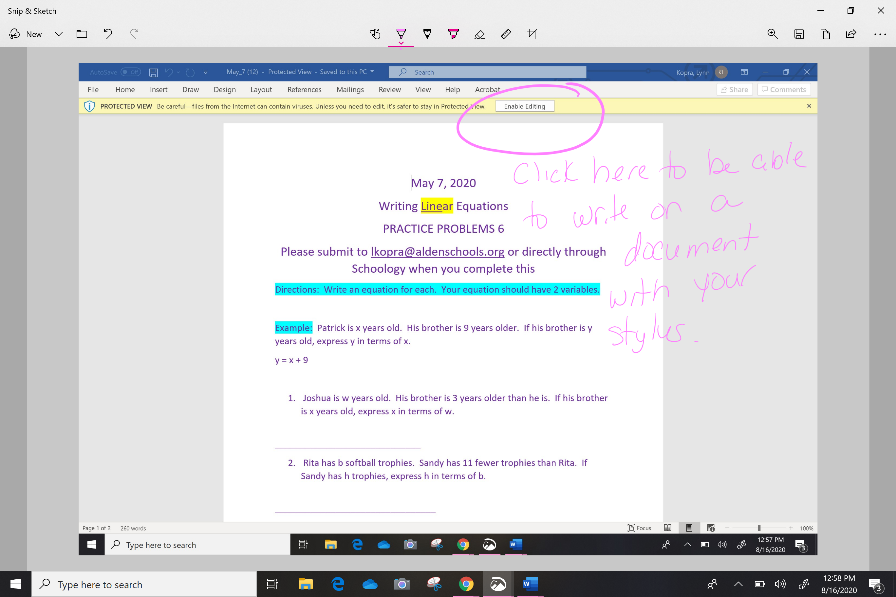 Snip & Sketch
New
AutoSave Off
May_7 (12) - Protected View - Saved to this PC
Search
Kopra, Lynn
KL
File Home Insert Draw Design Layout References Mailings Review View Help Acrobat
Share Comments
PROTECTED VIEW Be careful—files from the Internet can contain viruses. Unless you need to edit, it's safer to stay in Protected View. Enable Editing
click here to be able
to write on a
document
with your
stylus.
May 7, 2020
Writing Linear Equations
PRACTICE PROBLEMS 6
Please submit to lkopra@aldenschools.org or directly through
Schoology when you complete this
Directions: Write an equation for each. Your equation should have 2 variables.
Example: Patrick is x years old. His brother is 9 years older. If his brother is y
years old, express y in terms of x.
y = x + 9
1. Joshua is w years old. His brother is 3 years older than he is. If his brother
is x years old, express x in terms of w.
2. Rita has b softball trophies. Sandy has 11 fewer trophies than Rita. If
Sandy has h trophies, express h in terms of b.
260 words
Focus
100%
Type here to search
12:57 PM
8/16/2020
3
Type here to search
12:58 PM
8/16/2020
3